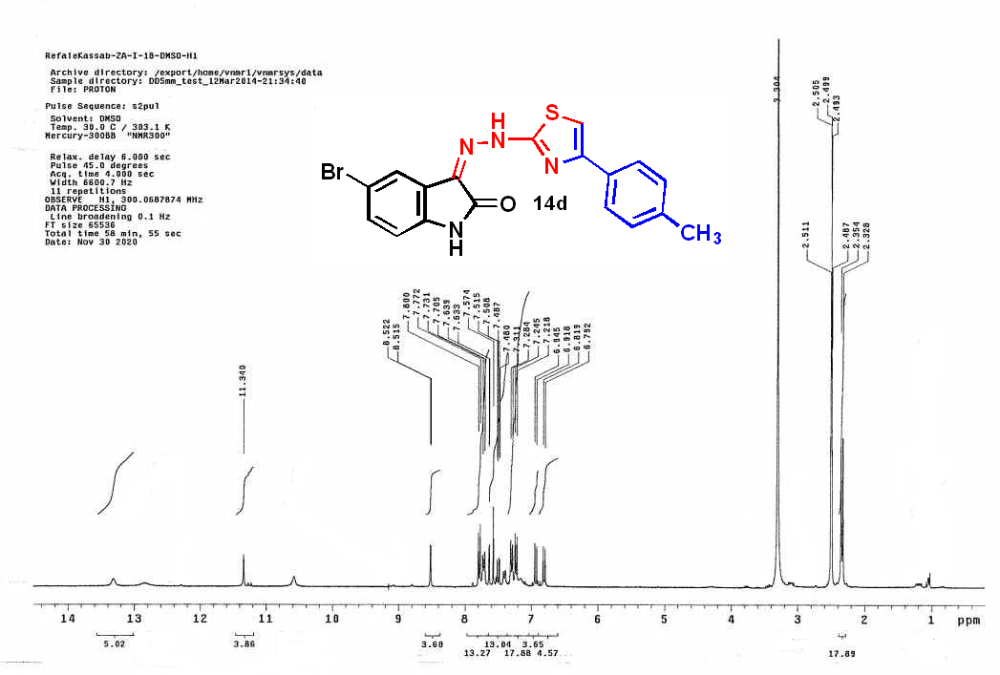 RefaieKassab-ZA-I-18-DMSO-H1
Archive directory: /export/home/vnmr1/vnmrsys/data
Sample directory: DD5mm_test_12Mar2014-21:34:40
File: PROTON
Pulse Sequence: s2pul
Solvent: DMSO
Temp. 30.0 C / 303.1 K
Mercury-300BB "NMR300"
Relax. delay 6.000 sec
Pulse 45.0 degrees
Acq. time 4.000 sec
Width 6600.7 Hz
11 repetitions
OBSERVE H1, 300.0687874 MHz
DATA PROCESSING
Line broadening 0.1 Hz
FT size 65536
Total time 58 min, 55 sec
Date: Nov 30 2020
Br
N
H
N
S
N
O
N
H
CH3
14d
11.340
8.522
8.515
7.800
7.772
7.731
7.705
7.639
7.633
7.574
7.515
7.508
7.487
7.480
7.311
7.284
7.245
7.218
6.945
6.918
6.819
6.792
3.304
2.511
2.505
2.499
2.493
2.487
2.354
2.328
14 13 12 11 10 9 8 7 6 5 4 3 2 1 ppm
5.02 3.86 3.60 13.04 3.65
13.27 17.88 4.57 17.89